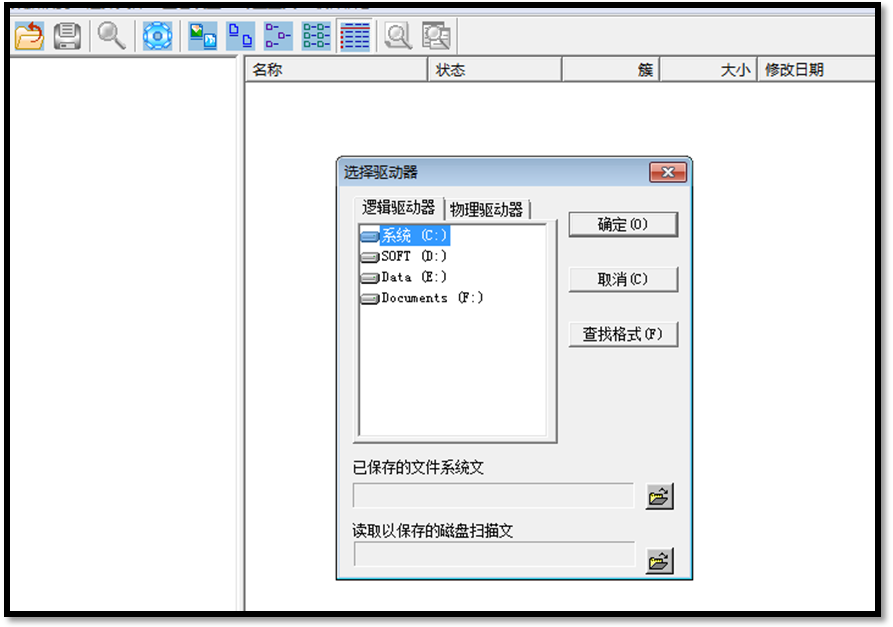 名称
状态
簇
大小
修改日期
选择驱动器
逻辑驱动器
物理驱动器
系统 (C:)
SOFT (D:)
Data (E:)
Documents (F:)
确定(O)
取消(C)
查找格式(F)
已保存的文件系统文
读取以保存的磁盘扫描文